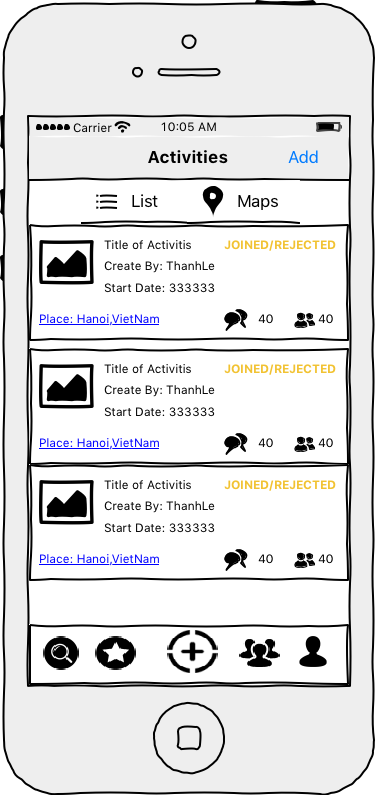 Carrier 10:05 AM
Activities Add
List Maps
Title of Activitis JOINED/REJECTED
Create By: ThanhLe
Start Date: 333333
Place: Hanoi,VietNam 40 40
Title of Activitis JOINED/REJECTED
Create By: ThanhLe
Start Date: 333333
Place: Hanoi,VietNam 40 40
Title of Activitis JOINED/REJECTED
Create By: ThanhLe
Start Date: 333333
Place: Hanoi,VietNam 40 40